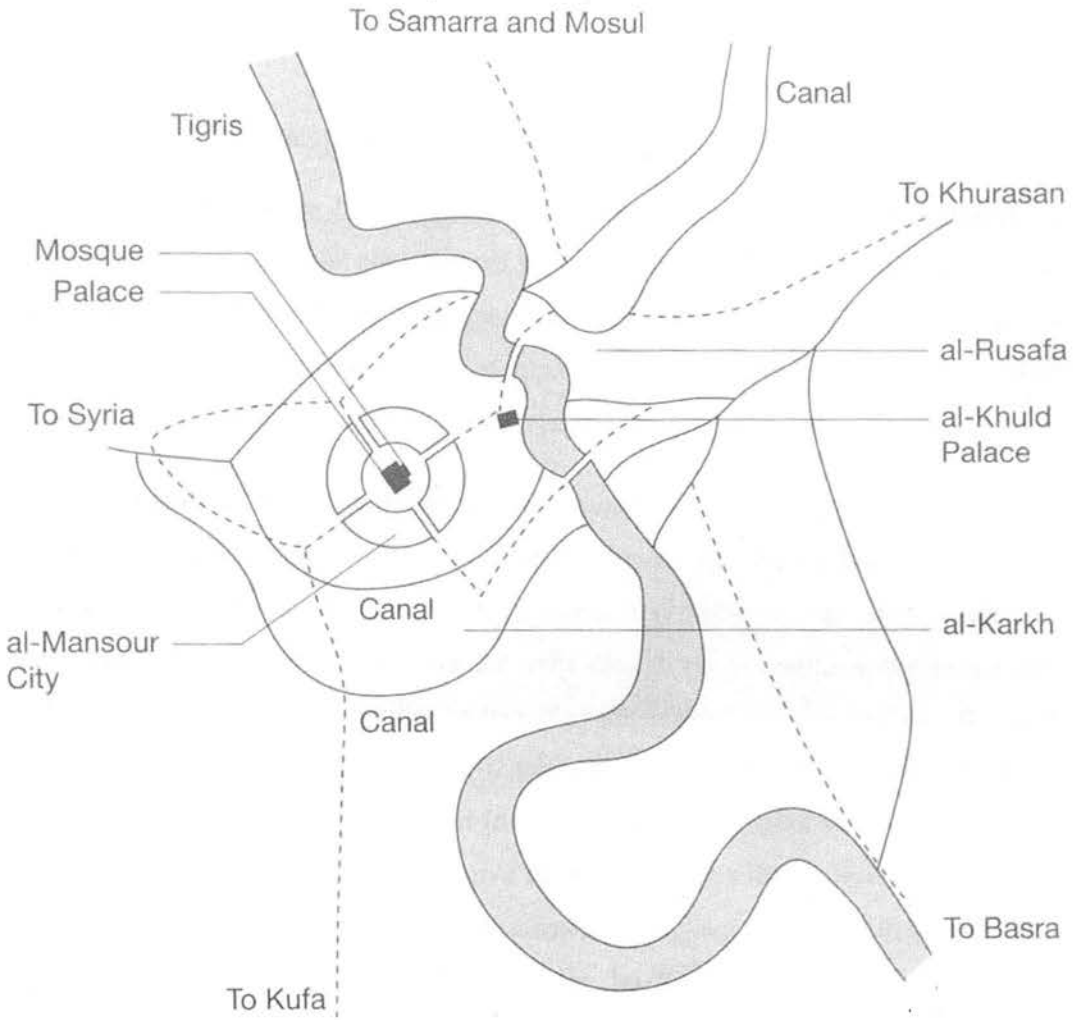 To Samarra and Mosul
Canal
Tigris
To Khurasan
Mosque
Palace
al-Rusafa
To Syria
al-Khuld
Palace
Canal
al-Mansour
City
al-Karkh
Canal
To Basra
To Kufa